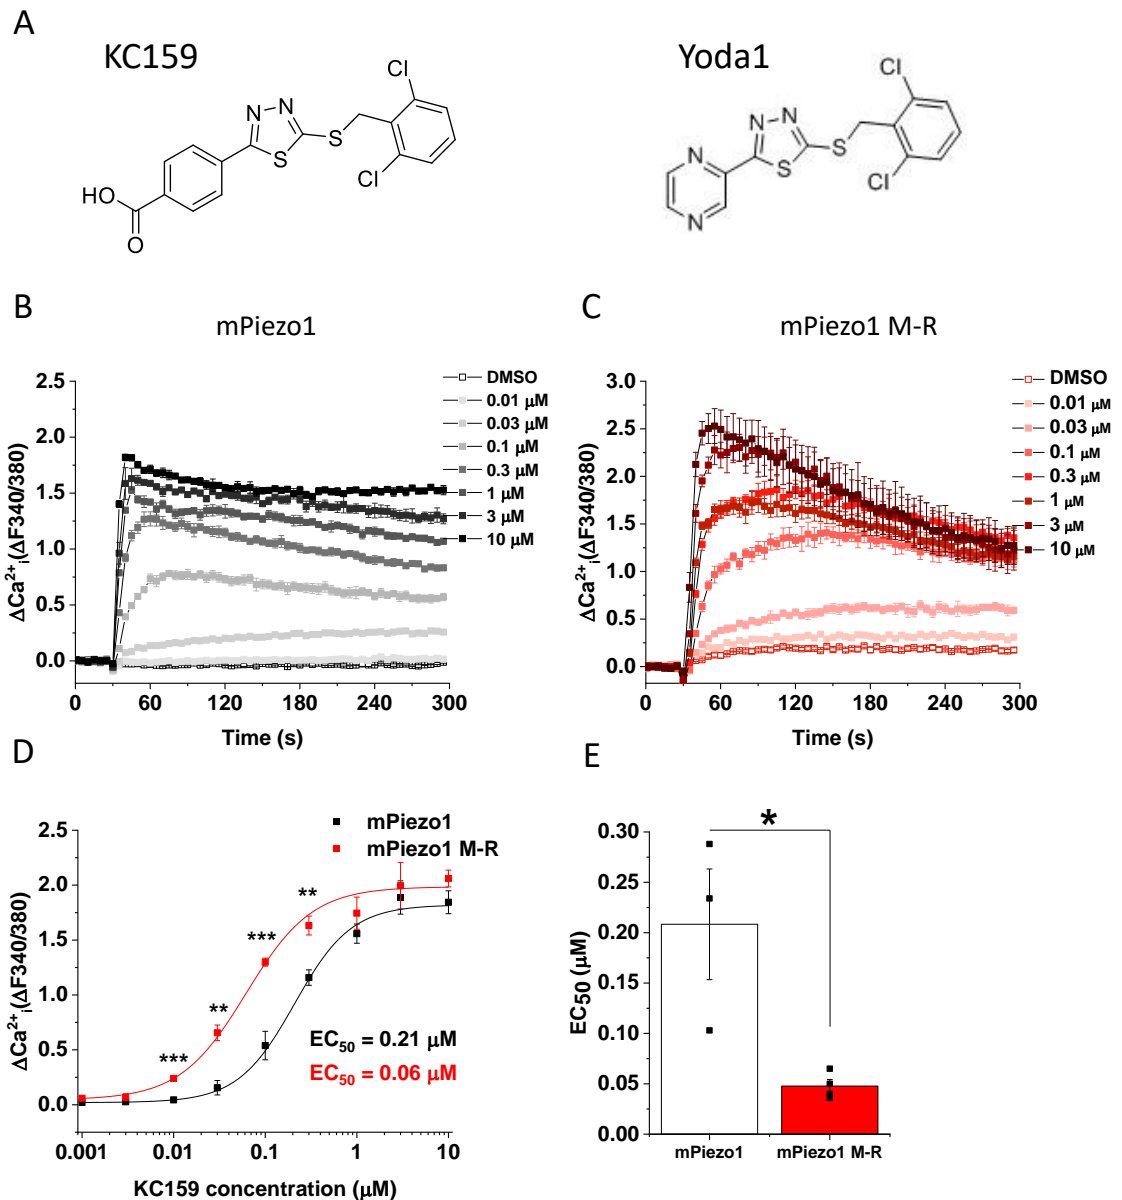 A
KC159
Yoda1
N N
S
S
Cl
Cl
HO
O
N
N
N N
S
S
Cl
Cl
B
mPiezo1
C
mPiezo1 M-R
ΔCa²⁺ᵢ(ΔF340/380)
2.5
2.0
1.5
1.0
0.5
0.0
0 60 120 180 240 300
Time (s)
DMSO
0.01 μM
0.03 μM
0.1 μM
0.3 μM
1 μM
3 μM
10 μM
ΔCa²⁺ᵢ(ΔF340/380)
3.0
2.5
2.0
1.5
1.0
0.5
0.0
0 60 120 180 240 300
Time (s)
DMSO
0.01 μM
0.03 μM
0.1 μM
0.3 μM
1 μM
3 μM
10 μM
D
ΔCa²⁺ᵢ(ΔF340/380)
2.5
2.0
1.5
1.0
0.5
0.0
mPiezo1
mPiezo1 M-R
***
**
***
**
EC₅₀ = 0.21 μM
EC₅₀ = 0.06 μM
0.001 0.01 0.1 1 10
KC159 concentration (μM)
E
EC₅₀ (μM)
0.30
0.25
0.20
0.15
0.10
0.05
0.00
*
mPiezo1 mPiezo1 M-R